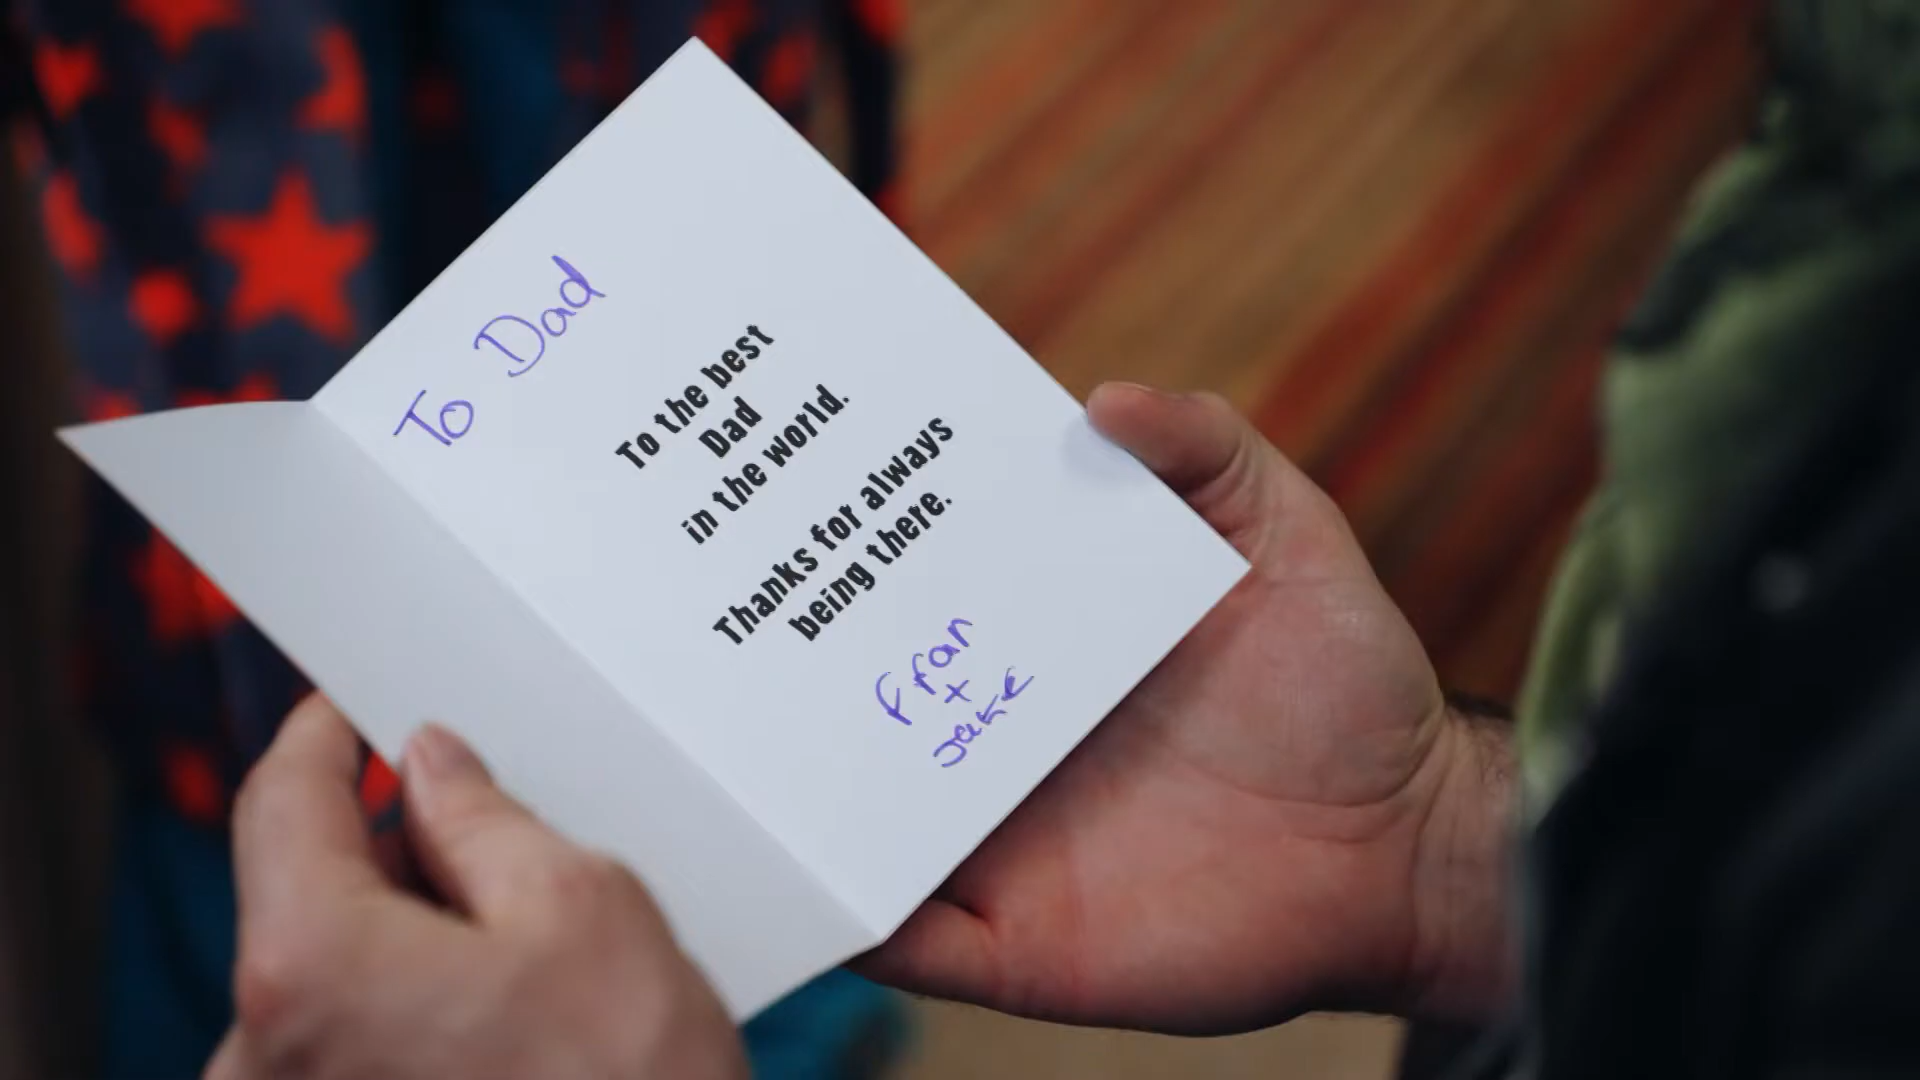 To Dad
To the best
Dad
in the world.
Thanks for always
being there.
Fran
+
Jake